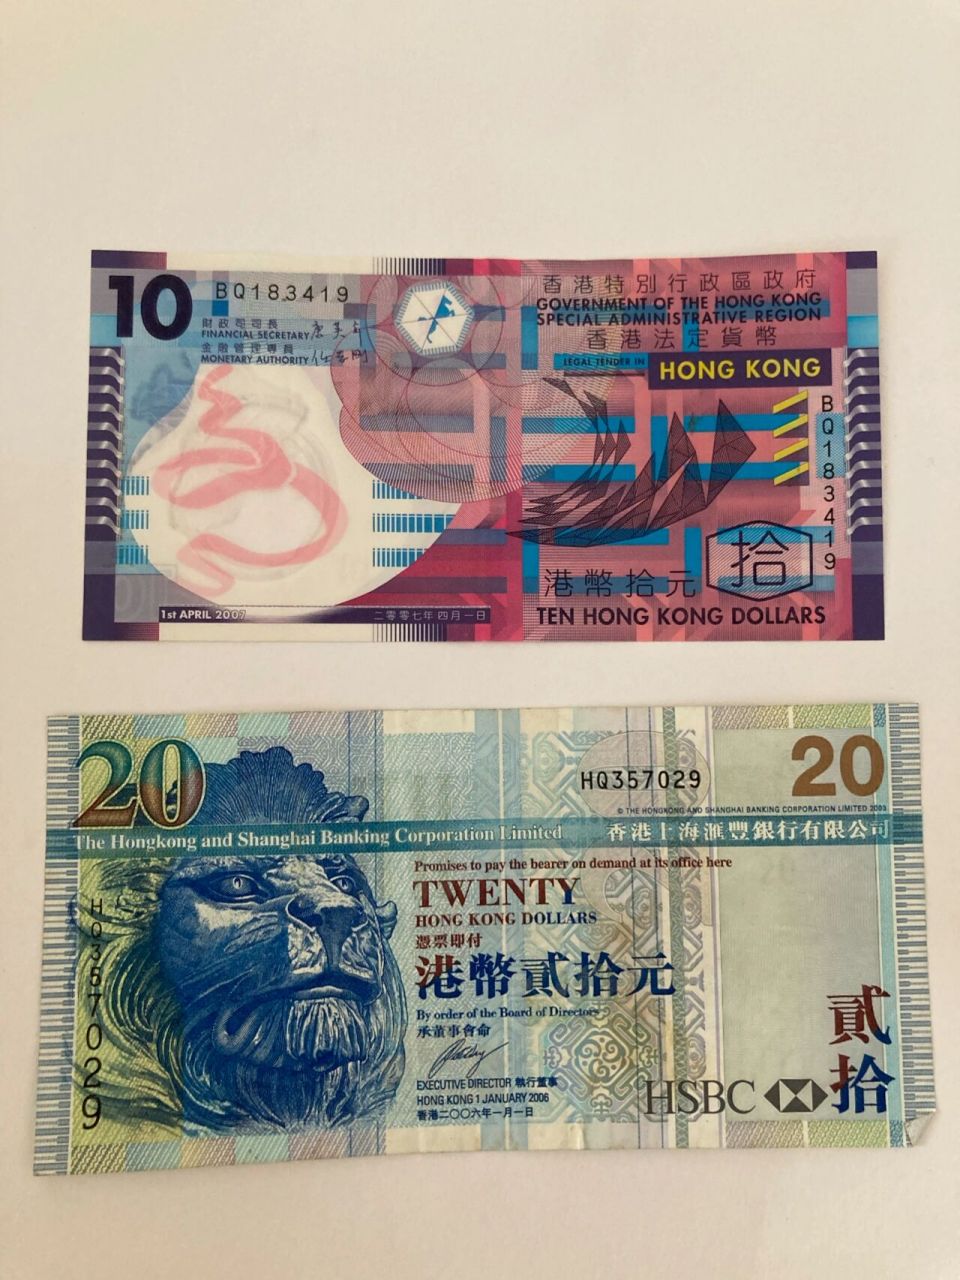 10
BQ183419
財政司司長
FINANCIAL SECRETARY
金融管理專員
MONETARY AUTHORITY
香港特別行政區政府
GOVERNMENT OF THE HONG KONG
SPECIAL ADMINISTRATIVE REGION
香港法定貨幣
LEGAL TENDER IN HONG KONG
BQ183419
港幣拾元
拾
TEN HONG KONG DOLLARS
1st APRIL 2007
二零零七年四月一日
20
HQ357029
20
© THE HONGKONG AND SHANGHAI BANKING CORPORATION LIMITED 2003
The Hongkong and Shanghai Banking Corporation Limited
香港上海滙豐銀行有限公司
Promises to pay the bearer on demand at its office here
TWENTY
HONG KONG DOLLARS
憑票即付
港幣貳拾元
By order of the Board of Directors
承董事會命
EXECUTIVE DIRECTOR 執行董事
HONG KONG 1 JANUARY 2006
香港二〇〇六年一月一日
HQ357029
HSBC
貳拾